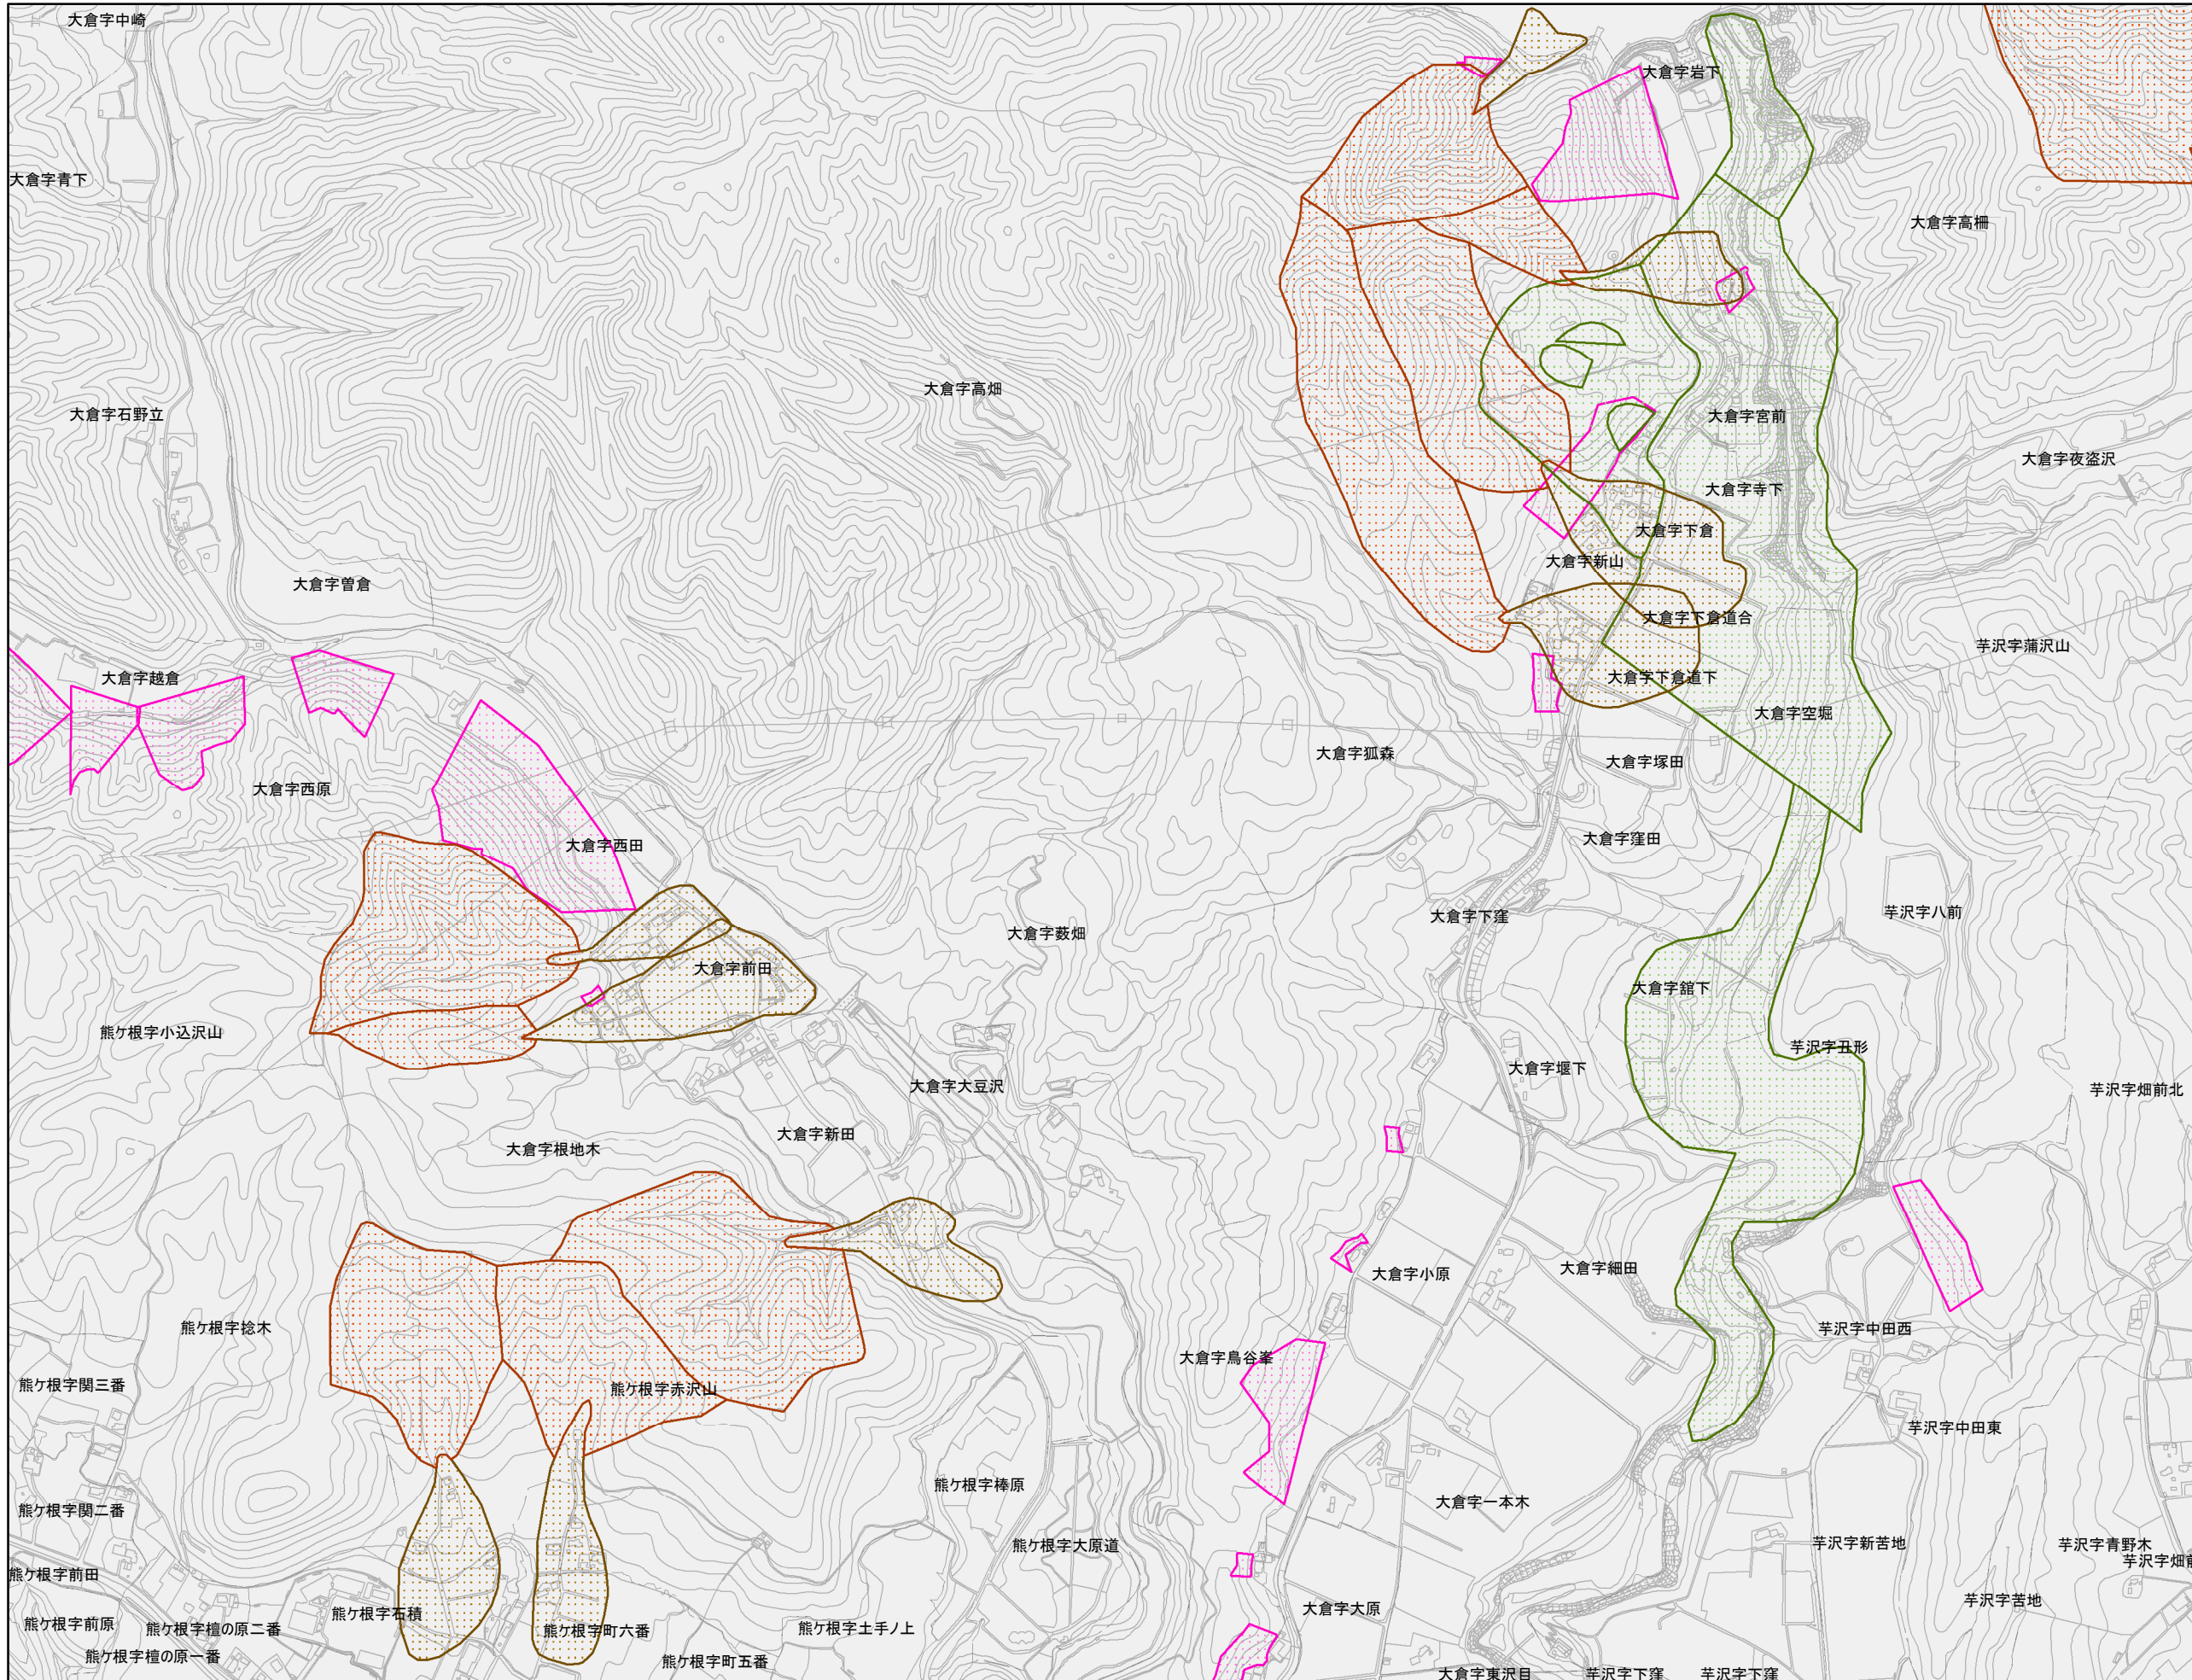 大倉字中崎
大倉字岩下
大倉字青下
大倉字高柵
大倉字高畑
大倉字石野立
大倉字宮前
大倉字夜盗沢
大倉字寺下
大倉字下倉
大倉字新山
大倉字曽倉
大倉字下倉道合
芋沢字蒲沢山
大倉字越倉
大倉字下倉道下
大倉字空堀
大倉字狐森
大倉字塚田
大倉字西原
大倉字窪田
大倉字西田
芋沢字八前
大倉字下窪
大倉字薮畑
大倉字前田
大倉字舘下
熊ケ根字小込沢山
芋沢字丑形
大倉字堰下
大倉字大豆沢
芋沢字畑前北
大倉字新田
大倉字根地木
大倉字細田
大倉字小原
熊ケ根字捻木
芋沢字中田西
大倉字鳥谷峯
熊ケ根字関三番
熊ケ根字赤沢山
芋沢字中田東
熊ケ根字棒原
大倉字一本木
熊ケ根字関二番
芋沢字新苦地
芋沢字青野木
熊ケ根字大原道
芋沢字畑前
熊ケ根字前田
芋沢字苦地
大倉字大原
熊ケ根字石積
熊ケ根字前原
熊ケ根字檀の原二番
熊ケ根字土手ノ上
熊ケ根字町六番
熊ケ根字檀の原一番
熊ケ根字町五番
大倉字東沢目
芋沢字下窪
芋沢字下窪